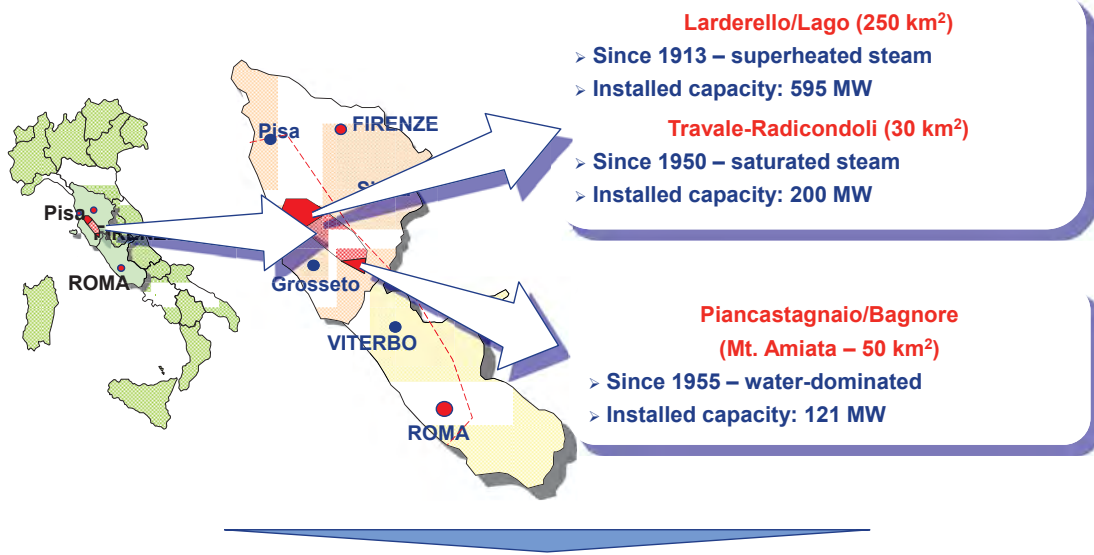 Larderello/Lago (250 km²)
➢ Since 1913 – superheated steam
➢ Installed capacity: 595 MW
Travale-Radicondoli (30 km²)
➢ Since 1950 – saturated steam
➢ Installed capacity: 200 MW
Piancastagnaio/Bagnore
(Mt. Amiata – 50 km²)
➢ Since 1955 – water-dominated
➢ Installed capacity: 121 MW
Pisa
FIRENZE
Grosseto
VITERBO
ROMA
Pisa
FIRENZE
ROMA